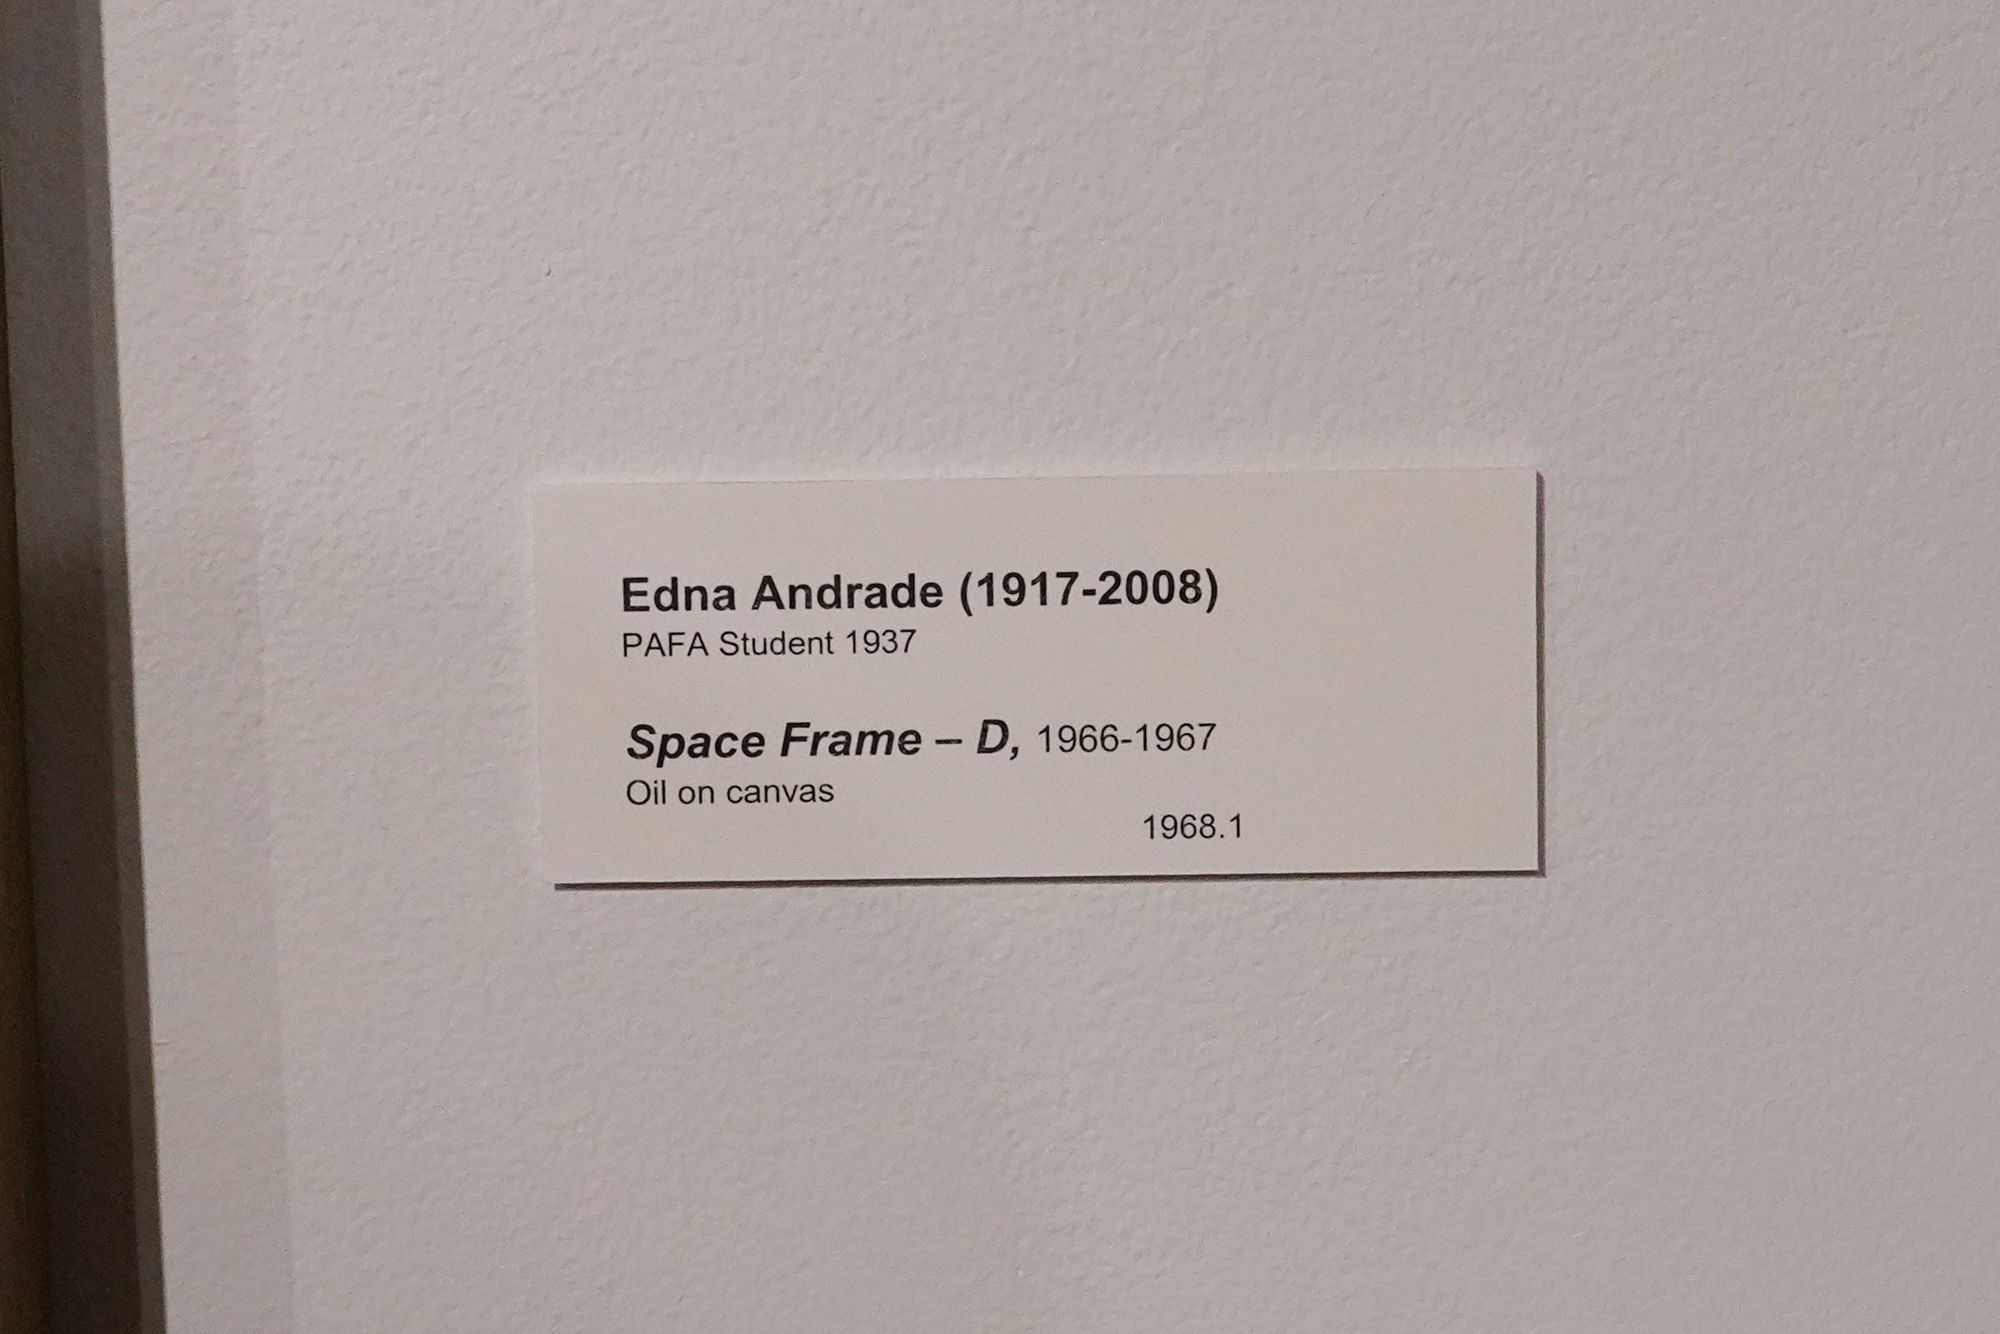 Edna Andrade (1917-2008)
PAFA Student 1937
Space Frame – D, 1966-1967
Oil on canvas
1968.1